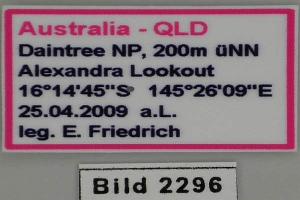 Australia - QLD
Daintree NP, 200m üNN
Alexandra Lookout
16°14'45"S 145°26'09"E
25.04.2009 a.L.
leg. E. Friedrich
Bild 2296